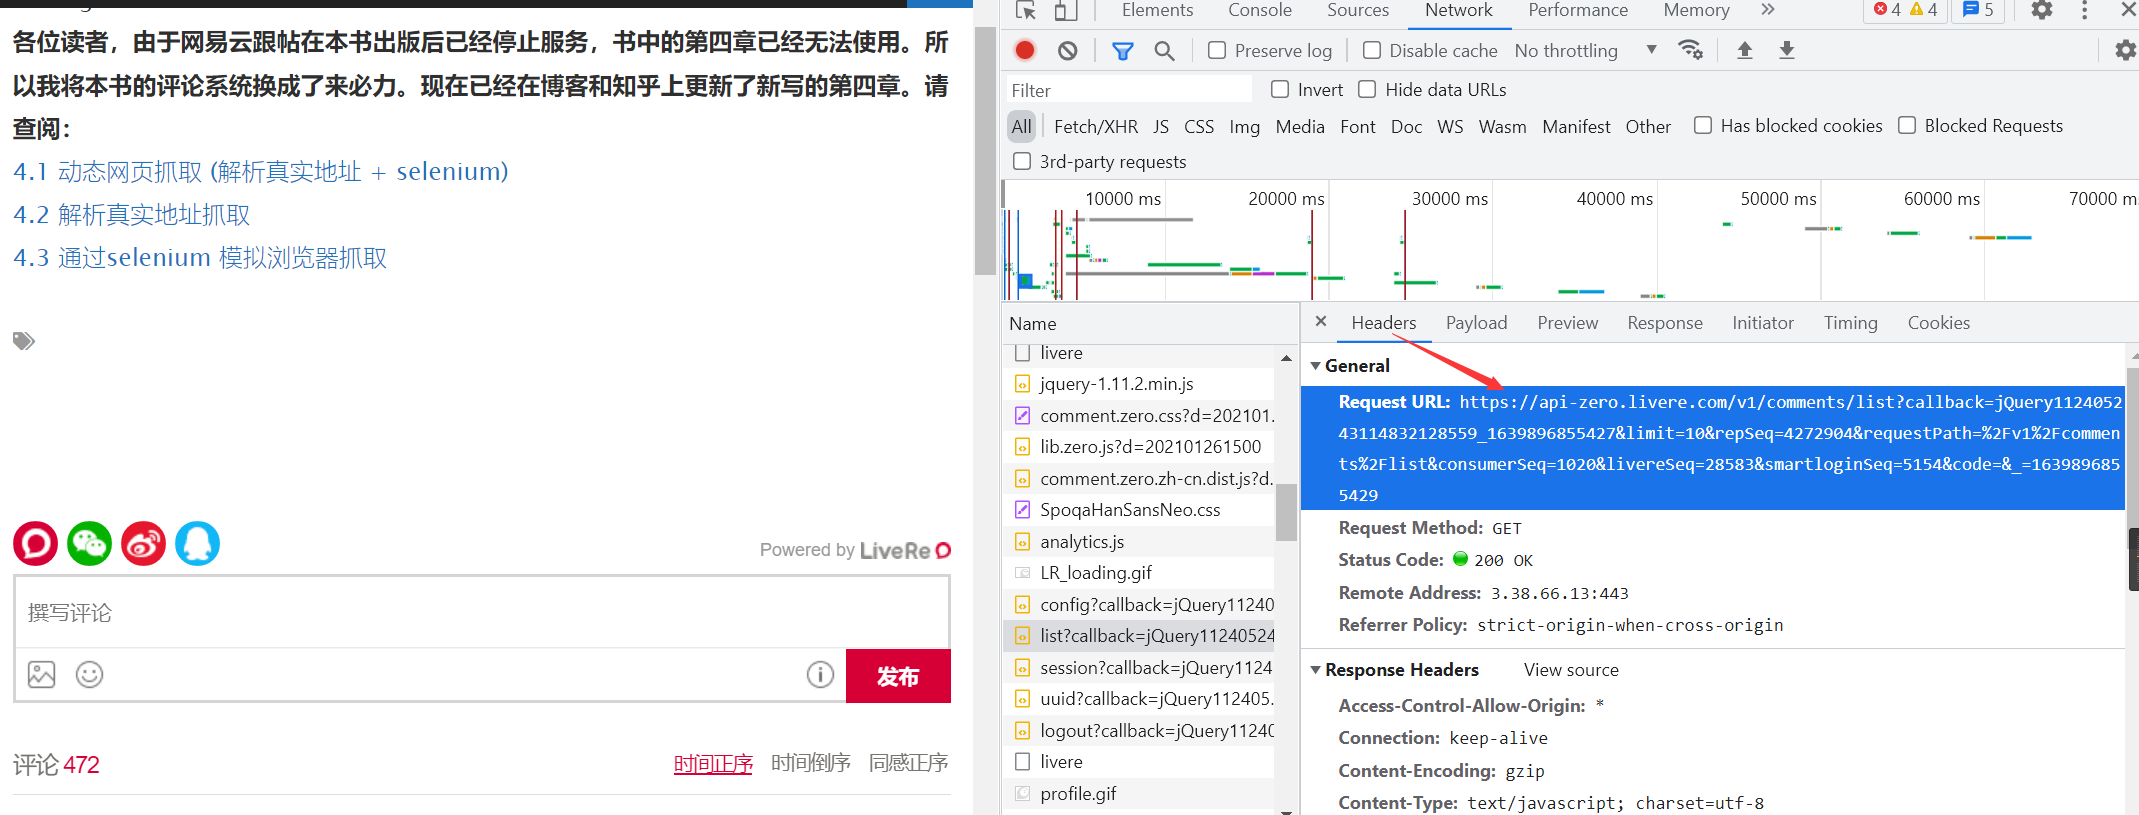 各位读者，由于网易云跟帖在本书出版后已经停止服务，书中的第四章已经无法使用。所
以我将本书的评论系统换成了来必力。现在已经在博客和知乎上更新了新写的第四章。请
查阅：
4.1 动态网页抓取 (解析真实地址 + selenium)
4.2 解析真实地址抓取
4.3 通过selenium 模拟浏览器抓取
Powered by LiveRe
撰写评论
发布
评论 472
时间正序 时间倒序 同感正序
Elements Console Sources Network Performance Memory » 4 4 5
Preserve log Disable cache No throttling
Filter Invert Hide data URLs
All Fetch/XHR JS CSS Img Media Font Doc WS Wasm Manifest Other Has blocked cookies Blocked Requests
3rd-party requests
10000 ms 20000 ms 30000 ms 40000 ms 50000 ms 60000 ms 70000 m
Name
livere
jquery-1.11.2.min.js
comment.zero.css?d=202101.
lib.zero.js?d=202101261500
comment.zero.zh-cn.dist.js?d.
SpoqaHanSansNeo.css
analytics.js
LR_loading.gif
config?callback=jQuery11240
list?callback=jQuery11240524
session?callback=jQuery1124
uuid?callback=jQuery112405.
logout?callback=jQuery11240
livere
profile.gif
Headers Payload Preview Response Initiator Timing Cookies
General
Request URL: https://api-zero.livere.com/v1/comments/list?callback=jQuery1124052
43114832128559_1639896855427&limit=10&repSeq=4272904&requestPath=%2Fv1%2Fcommen
ts%2Flist&consumerSeq=1020&livereSeq=28583&smartloginSeq=5154&code=&_=163989685
5429
Request Method: GET
Status Code: 200 OK
Remote Address: 3.38.66.13:443
Referrer Policy: strict-origin-when-cross-origin
Response Headers View source
Access-Control-Allow-Origin: *
Connection: keep-alive
Content-Encoding: gzip
Content-Type: text/javascript; charset=utf-8